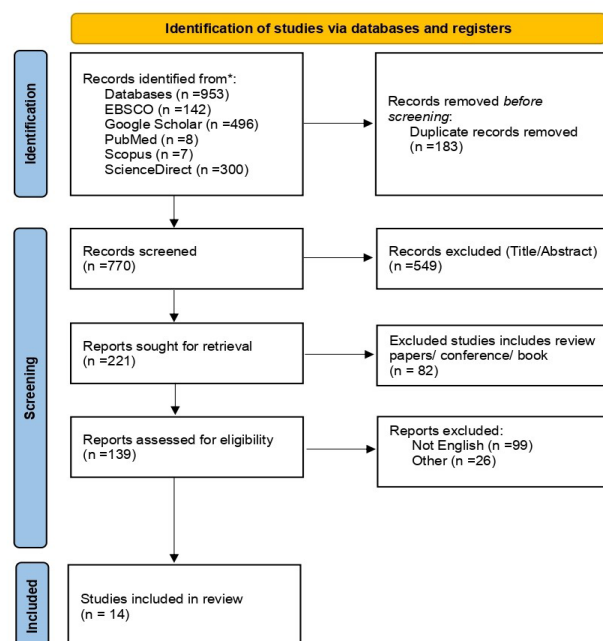 Identification of studies via databases and registers
Identification
Records identified from*:
Databases (n =953)
EBSCO (n =142)
Google Scholar (n =496)
PubMed (n =8)
Scopus (n =7)
ScienceDirect (n =300)
Records removed before
screening:
Duplicate records removed
(n =183)
Screening
Records screened
(n =770)
Records excluded (Title/Abstract)
(n =549)
Reports sought for retrieval
(n =221)
Excluded studies includes review
papers/ conference/ book
(n = 82)
Reports assessed for eligibility
(n =139)
Reports excluded:
Not English (n =99)
Other (n =26)
Included
Studies included in review
(n = 14)